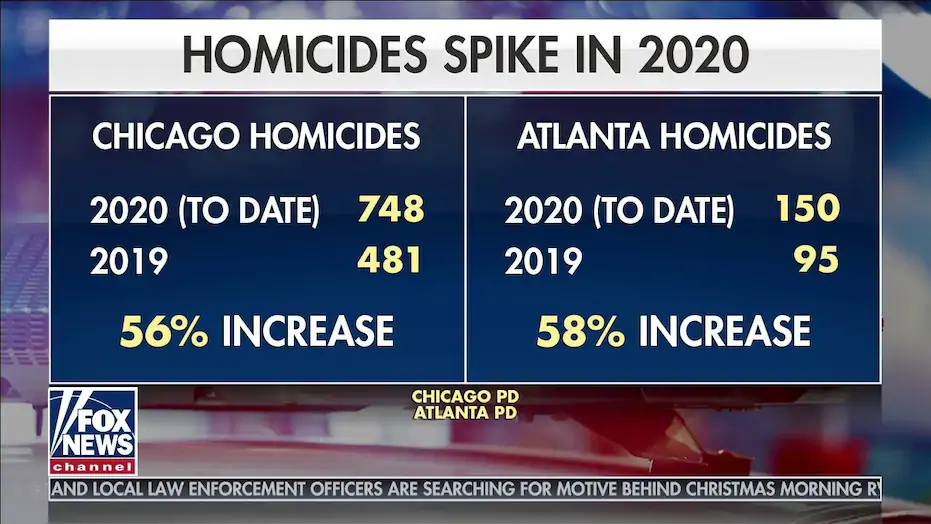 HOMICIDES SPIKE IN 2020
CHICAGO HOMICIDES
2020 (TO DATE) 748
2019 481
56% INCREASE
ATLANTA HOMICIDES
2020 (TO DATE) 150
2019 95
58% INCREASE
CHICAGO PD
ATLANTA PD
FOX
NEWS
channel
AND LOCAL LAW ENFORCEMENT OFFICERS ARE SEARCHING FOR MOTIVE BEHIND CHRISTMAS MORNING